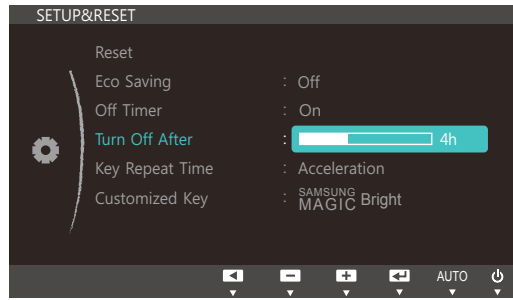 SETUP&RESET
Reset
Eco Saving : Off
Off Timer : On
Turn Off After : 4h
Key Repeat Time : Acceleration
Customized Key : SAMSUNG MAGIC Bright
AUTO